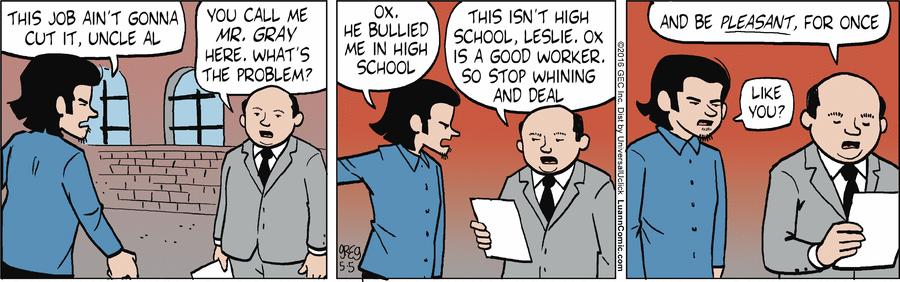 THIS JOB AIN'T GONNA
CUT IT, UNCLE AL
YOU CALL ME
MR. GRAY
HERE. WHAT'S
THE PROBLEM?
OX.
HE BULLIED
ME IN HIGH
SCHOOL
THIS ISN'T HIGH
SCHOOL, LESLIE. OX
IS A GOOD WORKER.
SO STOP WHINING
AND DEAL
GREG
5-5
©2016 GEC Inc. Dist by UniversalUclick LuannComic.com
AND BE PLEASANT, FOR ONCE
LIKE
YOU?